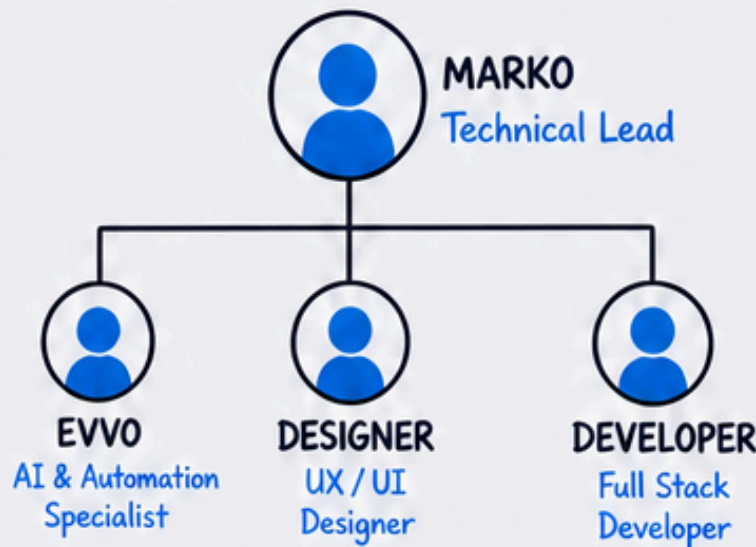 MARKO
Technical Lead
EVVO
AI & Automation
Specialist
DESIGNER
UX / UI
Designer
DEVELOPER
Full Stack
Developer